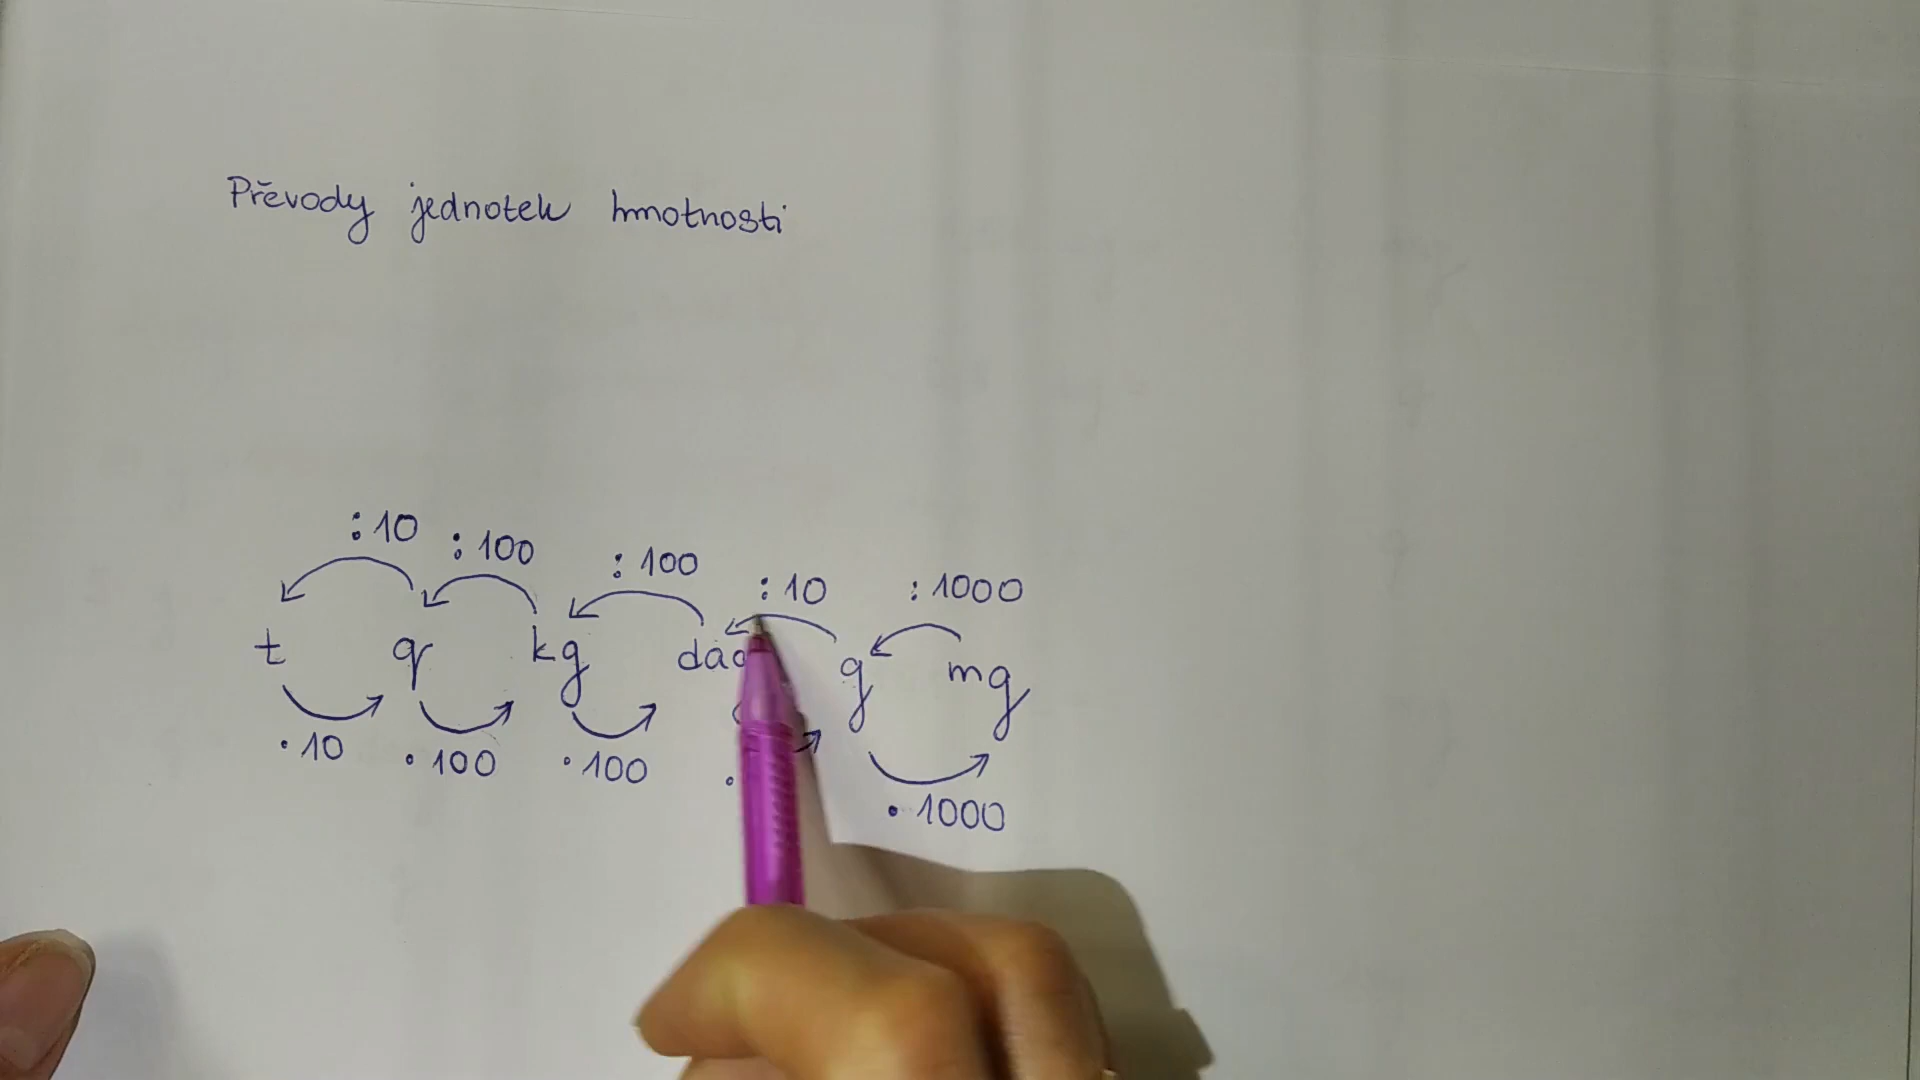 Převody jednotek hmotnosti
:10 :100 :100 :10 :1000
t q kg g mg
·10 ·100 ·100 ·1000